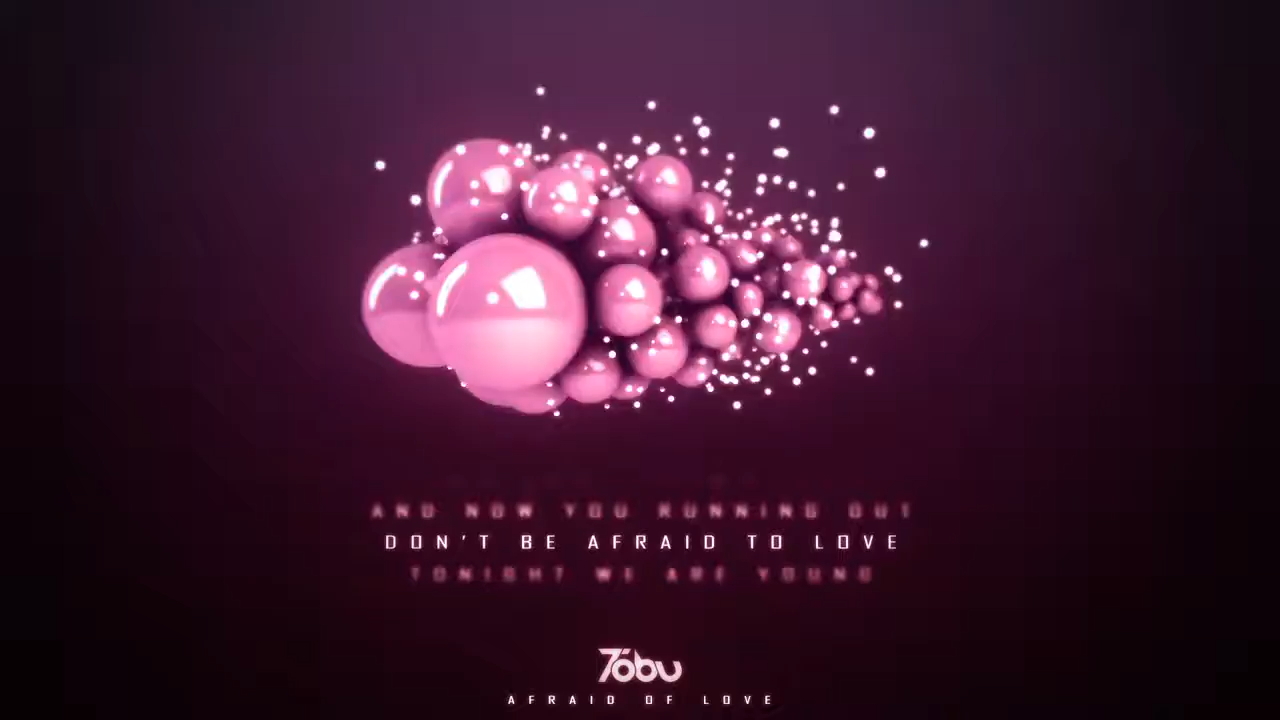 AND NOW YOU RUNNING OUT
DON'T BE AFRAID TO LOVE
TONIGHT WE ARE YOUNG
Tobu
AFRAID OF LOVE